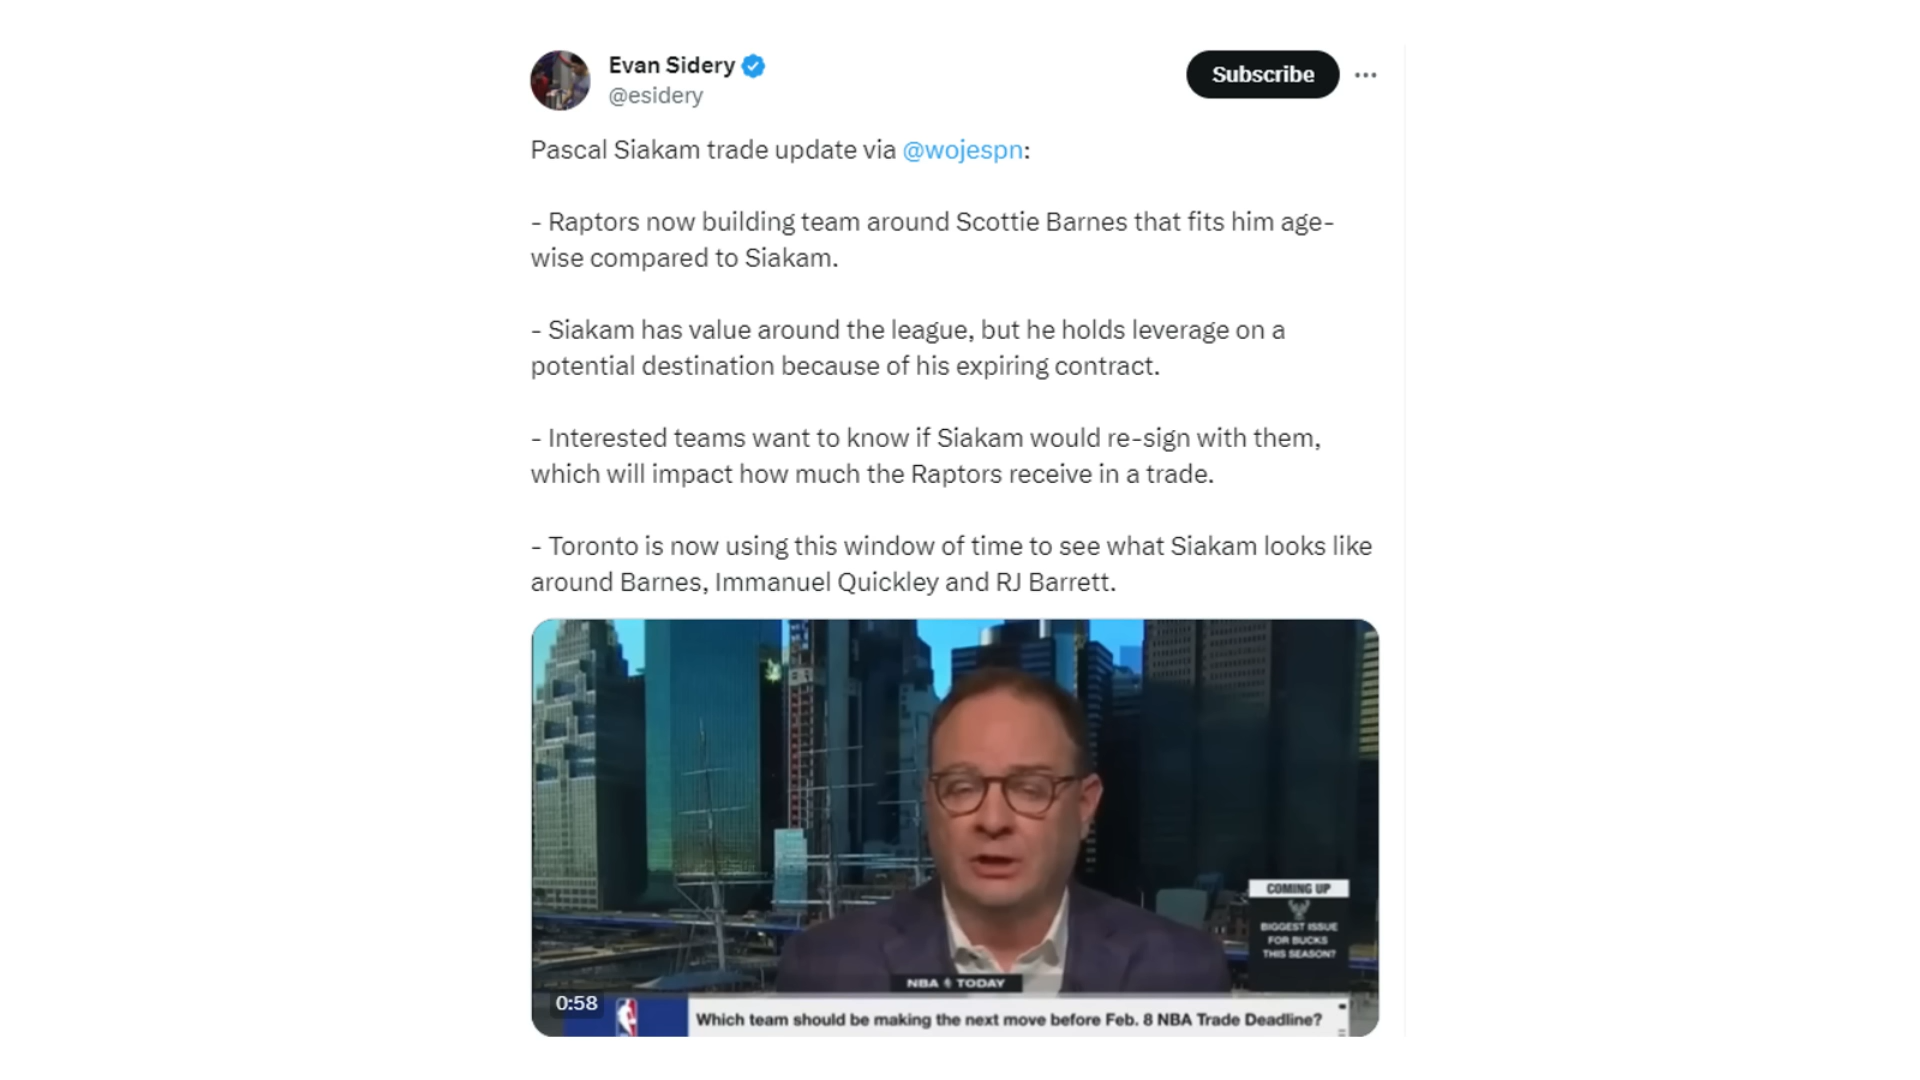 Evan Sidery
@esidery
Subscribe
Pascal Siakam trade update via @wojespn:
- Raptors now building team around Scottie Barnes that fits him age-
wise compared to Siakam.
- Siakam has value around the league, but he holds leverage on a
potential destination because of his expiring contract.
- Interested teams want to know if Siakam would re-sign with them,
which will impact how much the Raptors receive in a trade.
- Toronto is now using this window of time to see what Siakam looks like
around Barnes, Immanuel Quickley and RJ Barrett.
COMING UP
BIGGEST ISSUE
FOR BUCKS
THIS SEASON?
NBA TODAY
0:58
Which team should be making the next move before Feb. 8 NBA Trade Deadline?